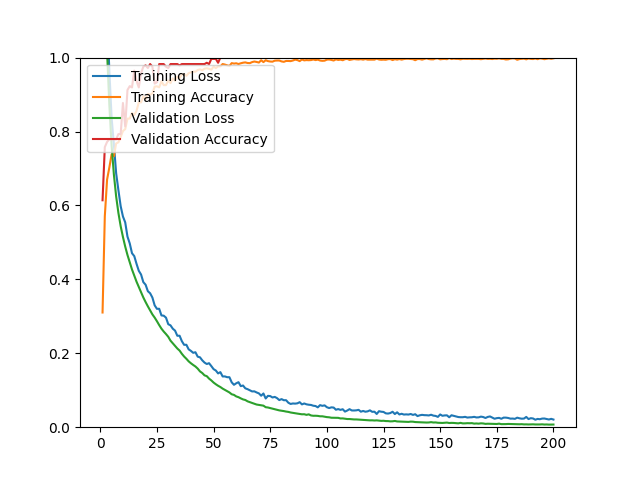 1.0
0.8
0.6
0.4
0.2
0.0
Training Loss
Training Accuracy
Validation Loss
Validation Accuracy
0 25 50 75 100 125 150 175 200